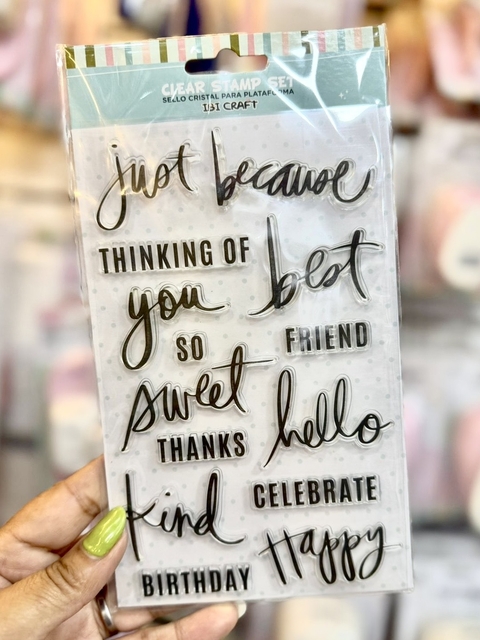 CLEAR STAMP SET
SELLO CRISTAL PARA PLATAFORMA
IBI CRAFT
just because
THINKING OF
best
you
SO
FRIEND
sweet
hello
THANKS
kind
CELEBRATE
Happy
BIRTHDAY